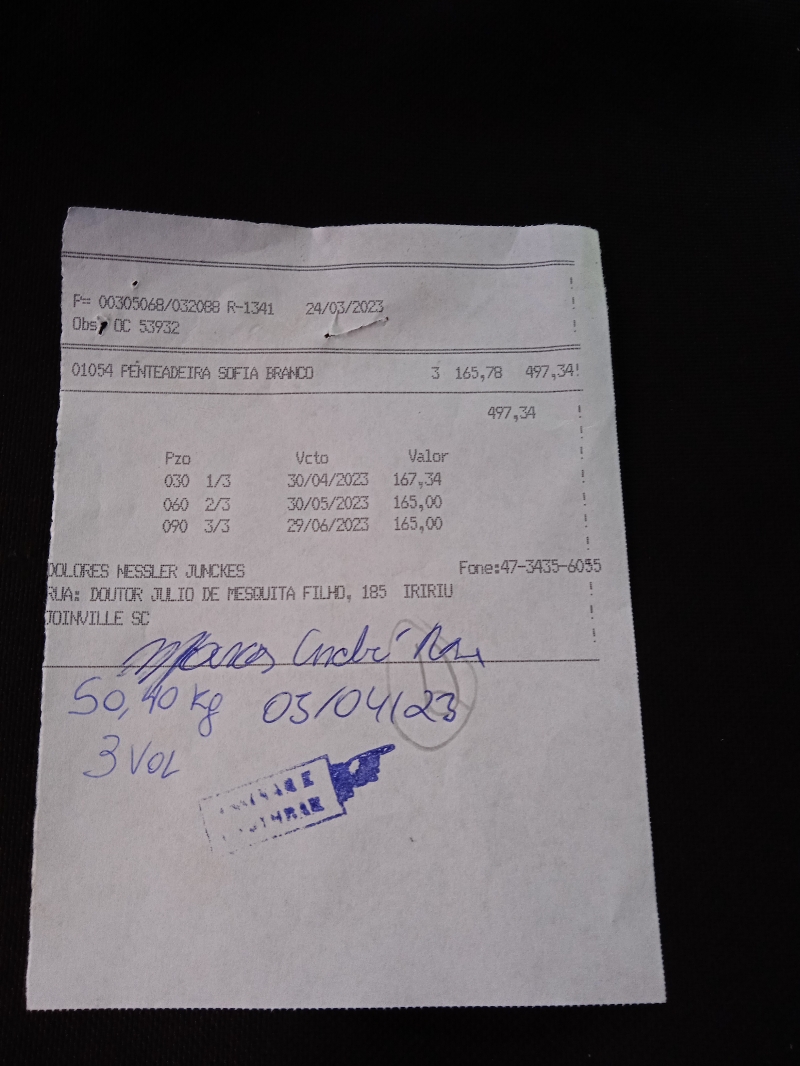 P= 00305068/032088 R-1341 24/03/2023
Obs, OC 53932
01054 PENTEADEIRA SOFIA BRANCO 3 165,78 497,34!
497,34 !
Pzo Vcto Valor
030 1/3 30/04/2023 167,34
060 2/3 30/05/2023 165,00
090 3/3 29/06/2023 165,00
DOLORES NESSLER JUNCKES Fone:47-3435-6055
RUA: DOUTOR JULIO DE MESQUITA FILHO, 185 IRIRIU
JOINVILLE SC
André
50,40 kg 03/04/23
3 VOL